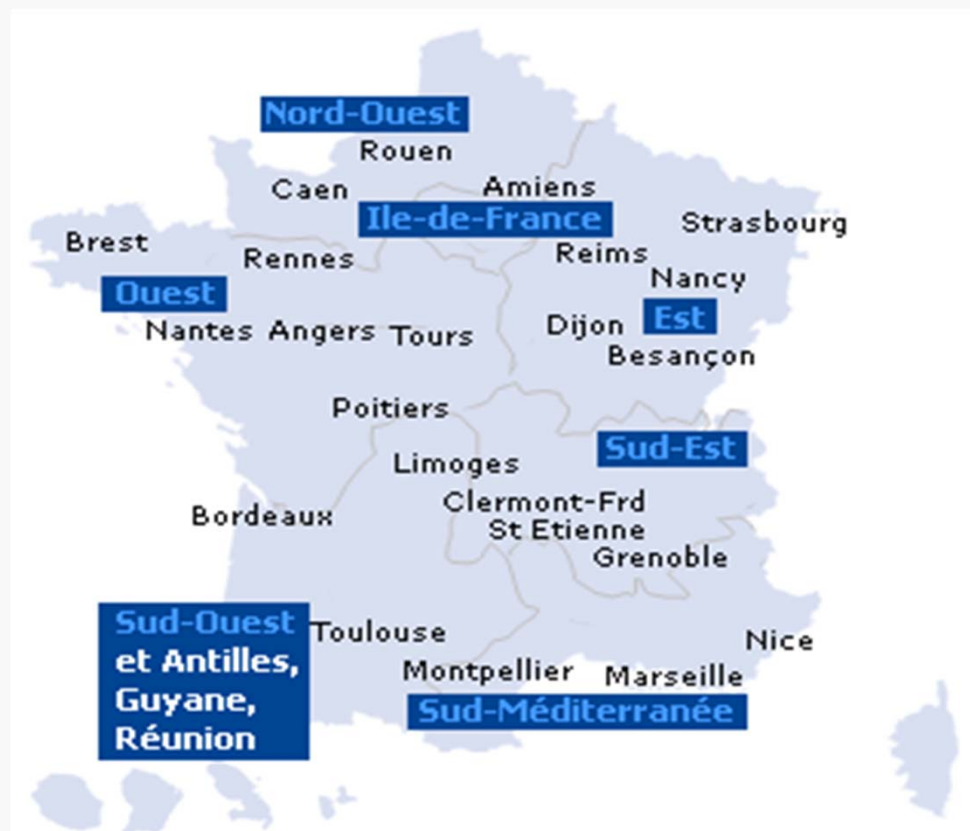 Nord-Ouest
Rouen
Caen
Amiens
Ile-de-France
Strasbourg
Brest
Rennes
Reims
Nancy
Ouest
Est
Nantes
Angers
Tours
Dijon
Besançon
Poitiers
Sud-Est
Limoges
Clermont-Frd
Bordeaux
St Etienne
Grenoble
Sud-Ouest
et Antilles,
Guyane,
Réunion
Toulouse
Nice
Montpellier
Marseille
Sud-Méditerranée